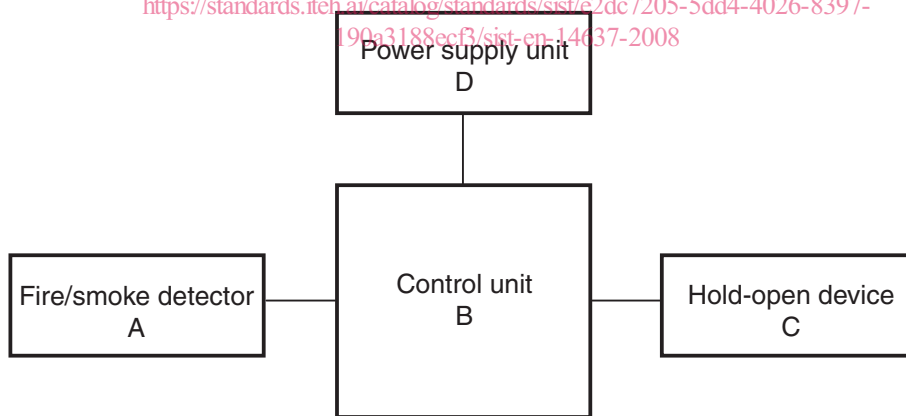 https://standards.iteh.ai/catalog/standards/sist/e2dc7205-5dd4-4026-8397-
190a3188ecf3/sist-en-14637-2008
Power supply unit
D
Fire/smoke detector
A
Control unit
B
Hold-open device
C